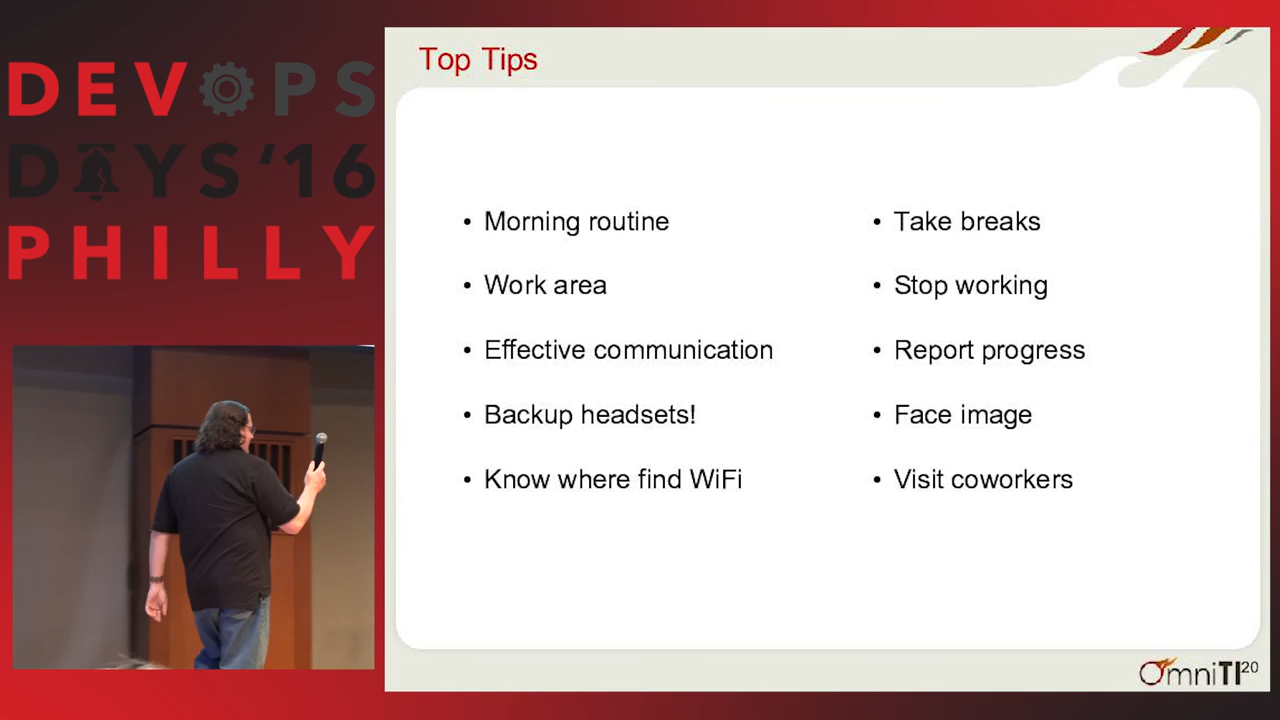 DEVOPS
DAYS '16
PHILLY
Top Tips
• Morning routine
• Work area
• Effective communication
• Backup headsets!
• Know where find WiFi
• Take breaks
• Stop working
• Report progress
• Face image
• Visit coworkers
OmniTI 20